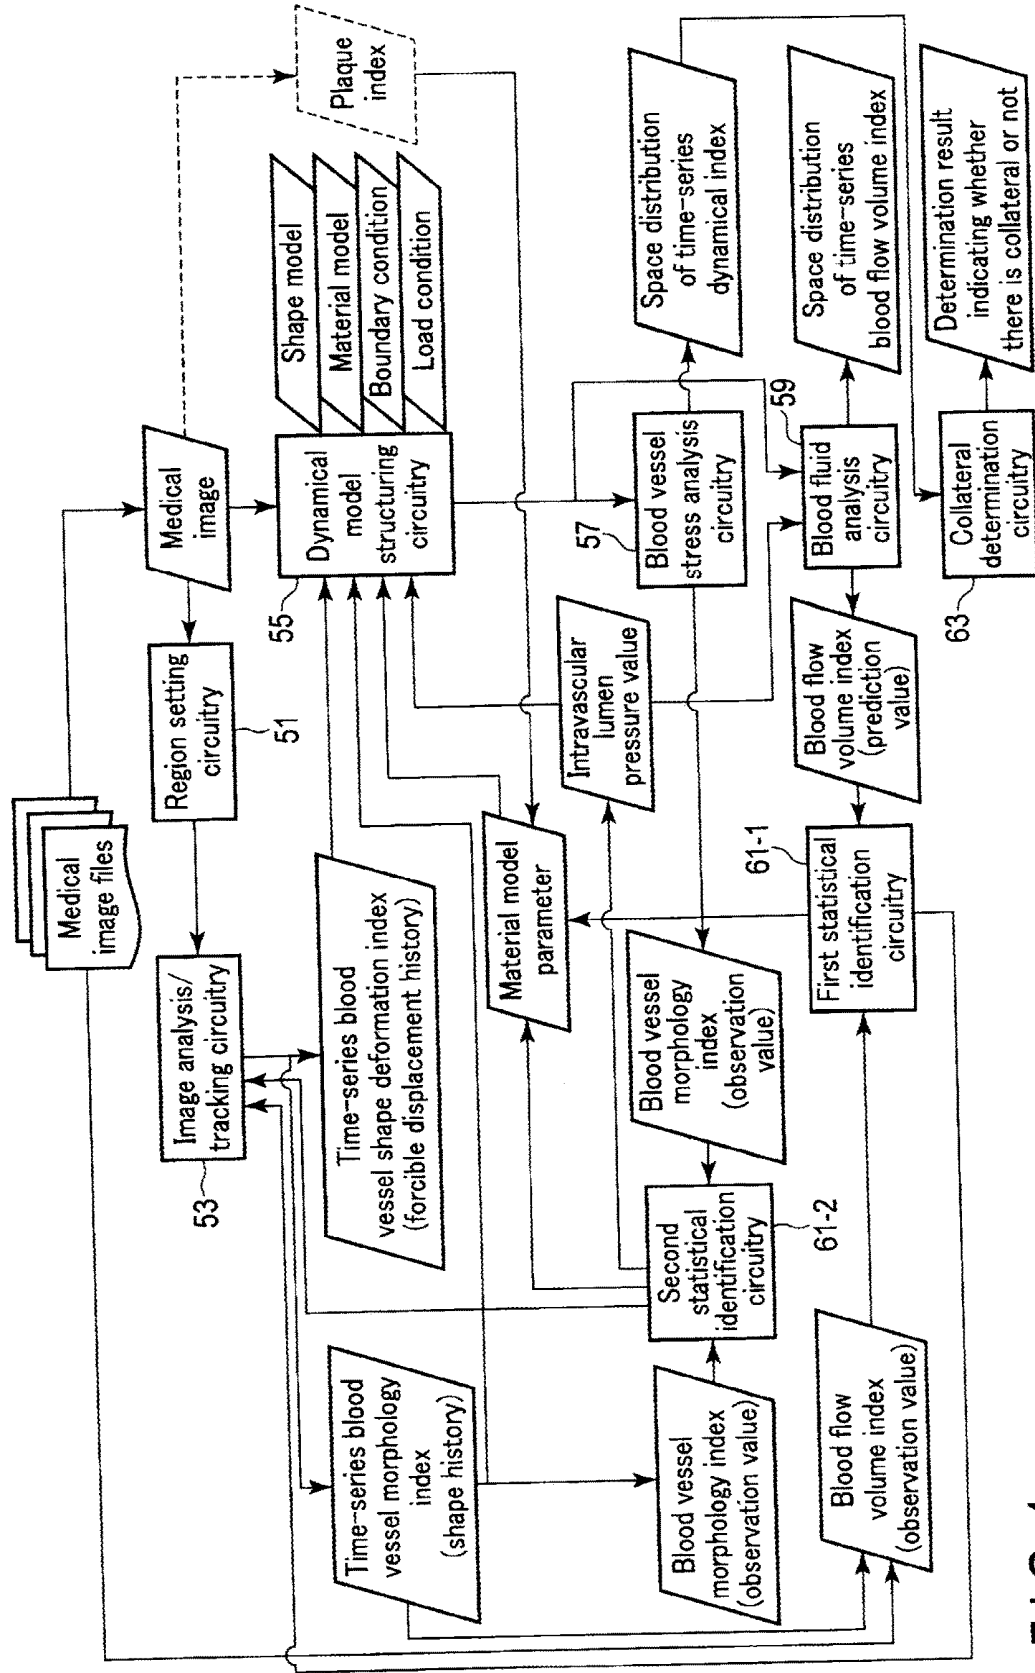 Medical
image files
Medical
image
Plaque
index
Region setting
circuitry
51
Image analysis/
tracking circuitry
53
Dynamical
model
structuring
circuitry
55
Shape model
Material model
Boundary condition
Load condition
Time-series blood
vessel shape deformation index
(forcible displacement history)
Time-series blood
vessel morphology
index
(shape history)
Material model
parameter
Intravascular
lumen
pressure value
57
Blood vessel
stress analysis
circuitry
Space distribution
of time-series
dynamical index
Blood vessel
morphology
index
(observation
value)
Second
statistical
identification
circuitry
61-2
Blood vessel
morphology index
(observation value)
59
Blood fluid
analysis
circuitry
Space distribution
of time-series
blood flow volume index
Blood flow
volume index
(prediction
value)
61-1
First statistical
identification
circuitry
Blood flow
volume index
(observation value)
Collateral
determination
circuitry
63
Determination result
indicating whether
there is collateral or not